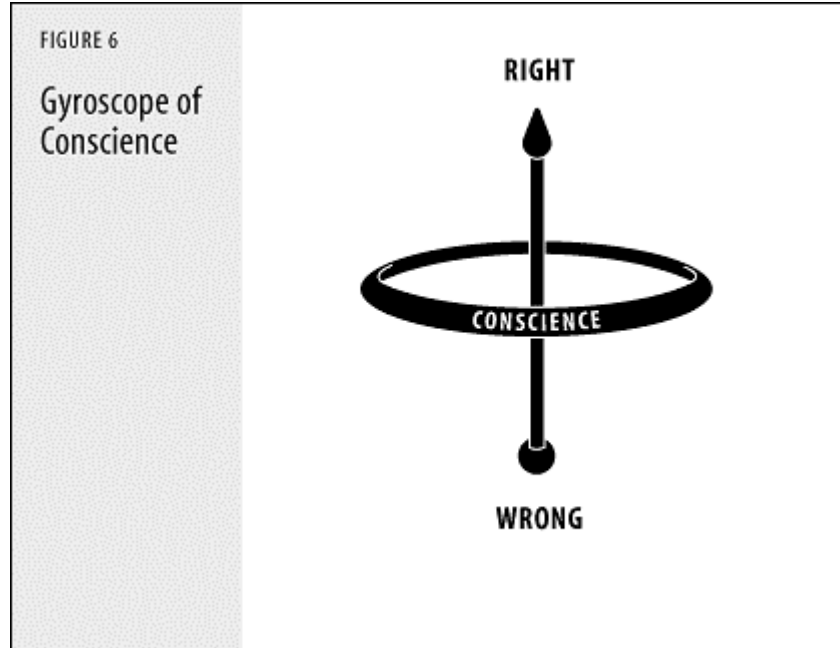 FIGURE 6
Gyroscope of
Conscience
RIGHT
CONSCIENCE
WRONG